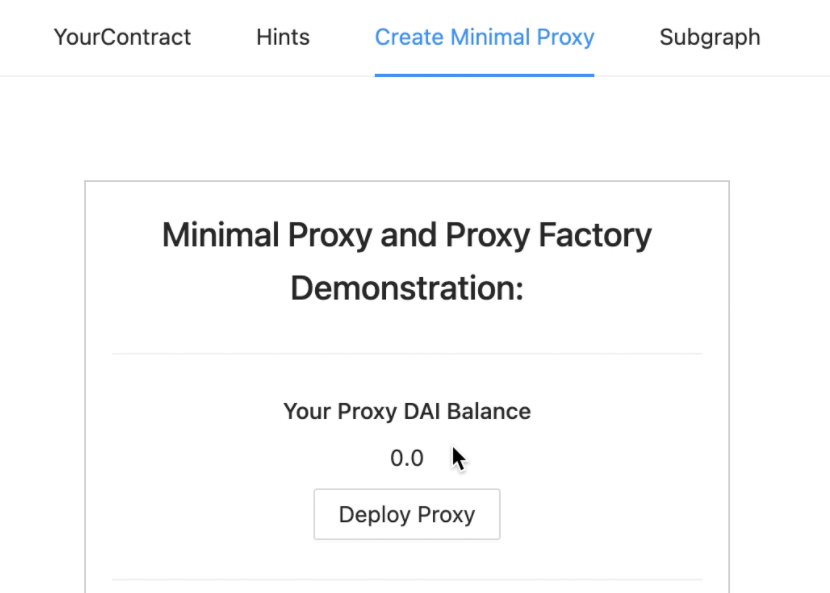 YourContract Hints Create Minimal Proxy Subgraph
Minimal Proxy and Proxy Factory
Demonstration:
Your Proxy DAI Balance
0.0
Deploy Proxy